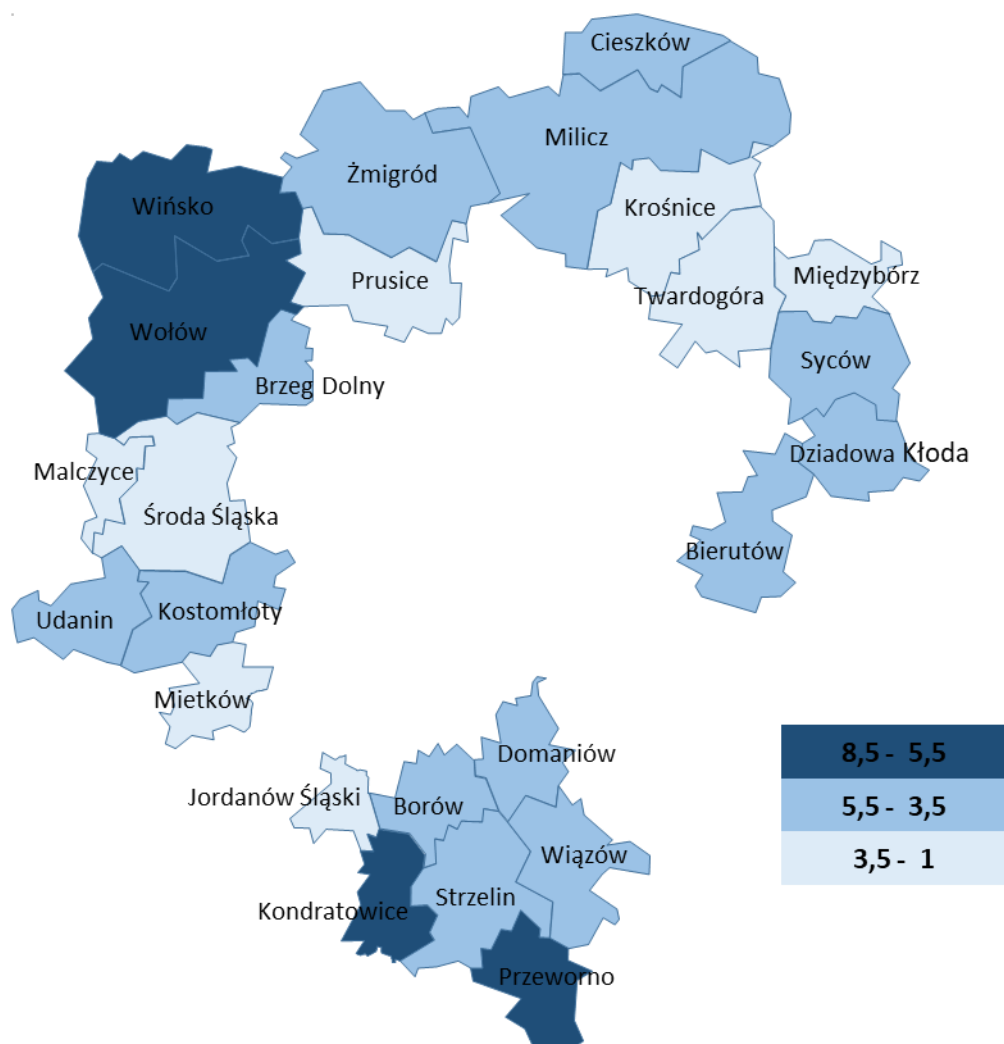 Cieszków
Milicz
Żmigród
Wińsko
Krośnice
Prusice
Międzybórz
Twardogóra
Wołów
Syców
Brzeg Dolny
Dziadowa Kłoda
Malczyce
Środa Śląska
Bierutów
Udanin
Kostomłoty
Mietków
Domaniów
8,5 - 5,5
5,5 - 3,5
3,5 - 1
Jordanów Śląski
Borów
Wiązów
Strzelin
Kondratowice
Przeworno